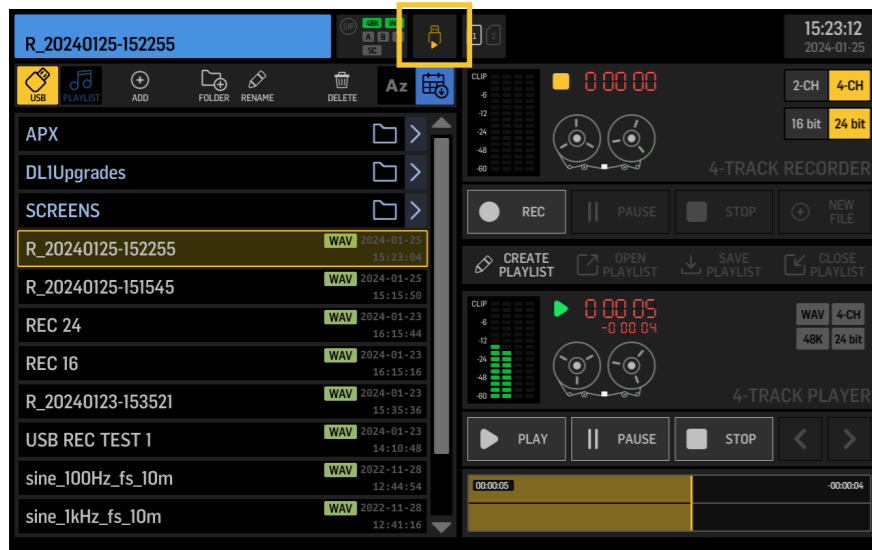 R_20240125-152255
SIP
48K INT
A B
SC
1 2
15:23:12
2024-01-25
USB
PLAYLIST
ADD
FOLDER
RENAME
DELETE
Az
APX
DL1Upgrades
SCREENS
R_20240125-152255 WAV 2024-01-25
15:23:04
R_20240125-151545 WAV 2024-01-25
15:15:50
REC 24 WAV 2024-01-23
16:15:44
REC 16 WAV 2024-01-23
16:15:16
R_20240123-153521 WAV 2024-01-23
15:35:36
USB REC TEST 1 WAV 2024-01-23
14:10:48
sine_100Hz_fs_10m WAV 2022-11-28
12:44:54
sine_1kHz_fs_10m WAV 2022-11-28
12:41:16
CLIP
-6
-12
-24
-48
-60
0 00 00
2-CH 4-CH
16 bit 24 bit
4-TRACK RECORDER
REC
PAUSE
STOP
NEW
FILE
CREATE
PLAYLIST
OPEN
PLAYLIST
SAVE
PLAYLIST
CLOSE
PLAYLIST
CLIP
-6
-12
-24
-48
-60
0 00 05
-0 00 04
WAV 4-CH
48K 24 bit
4-TRACK PLAYER
PLAY
PAUSE
STOP
00:00:05
-00:00:04